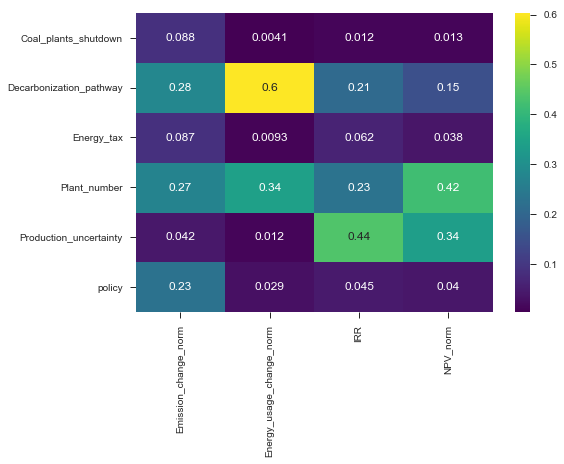 Coal_plants_shutdown 0.088 0.0041 0.012 0.013
Decarbonization_pathway 0.28 0.6 0.21 0.15
Energy_tax 0.087 0.0093 0.062 0.038
Plant_number 0.27 0.34 0.23 0.42
Production_uncertainty 0.042 0.012 0.44 0.34
policy 0.23 0.029 0.045 0.04
Emission_change_norm
Energy_usage_change_norm
IRR
NPV_norm
0.6
0.5
0.4
0.3
0.2
0.1